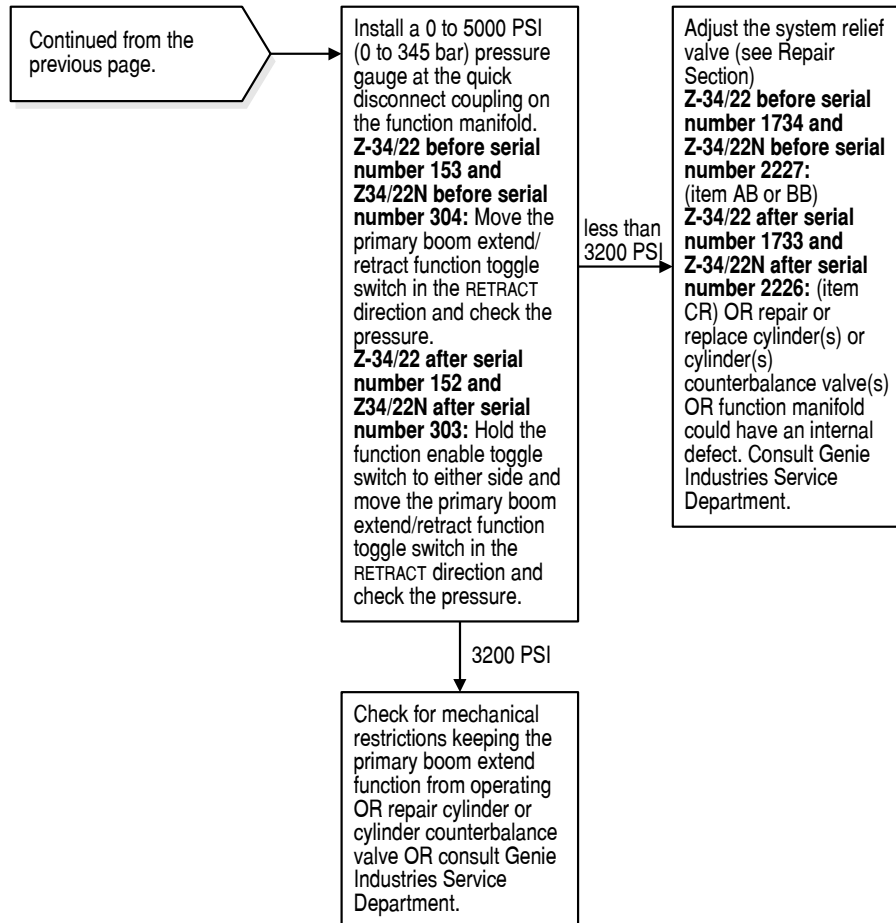 Continued from the
previous page.
Install a 0 to 5000 PSI
(0 to 345 bar) pressure
gauge at the quick
disconnect coupling on
the function manifold.
Z-34/22 before serial
number 153 and
Z34/22N before serial
number 304: Move the
primary boom extend/
retract function toggle
switch in the RETRACT
direction and check the
pressure.
Z-34/22 after serial
number 152 and
Z34/22N after serial
number 303: Hold the
function enable toggle
switch to either side and
move the primary boom
extend/retract function
toggle switch in the
RETRACT direction and
check the pressure.
less than
3200 PSI
Adjust the system relief
valve (see Repair
Section)
Z-34/22 before serial
number 1734 and
Z-34/22N before serial
number 2227:
(item AB or BB)
Z-34/22 after serial
number 1733 and
Z-34/22N after serial
number 2226: (item
CR) OR repair or
replace cylinder(s) or
cylinder(s)
counterbalance valve(s)
OR function manifold
could have an internal
defect. Consult Genie
Industries Service
Department.
3200 PSI
Check for mechanical
restrictions keeping the
primary boom extend
function from operating
OR repair cylinder or
cylinder counterbalance
valve OR consult Genie
Industries Service
Department.